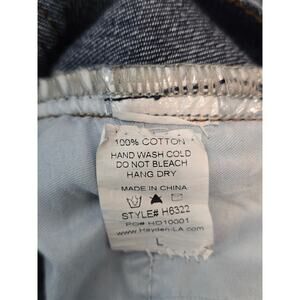 100% COTTON
HAND WASH COLD
DO NOT BLEACH
HANG DRY
MADE IN CHINA
STYLE# H6322
PO# HD10001
www.Hayden-LA.com
L